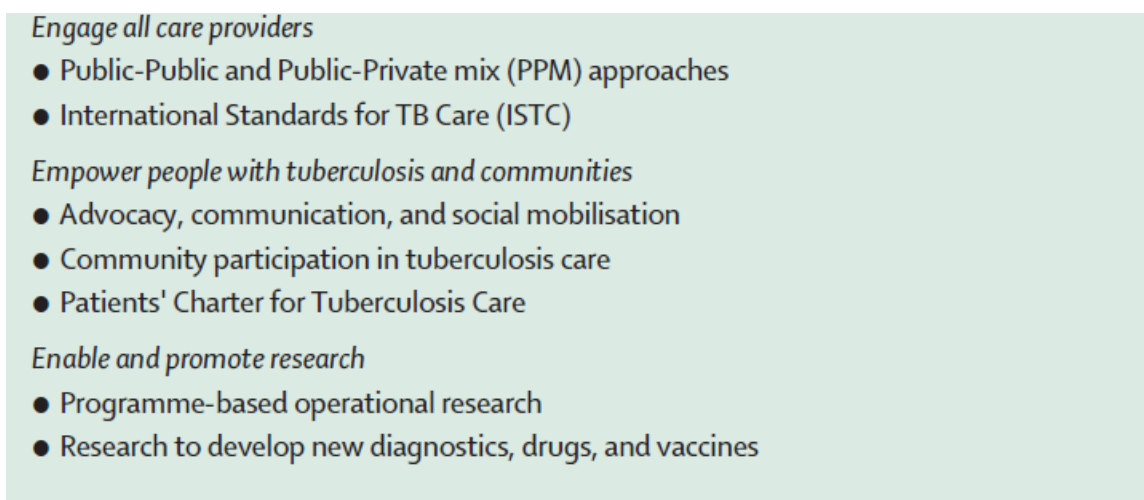 Engage all care providers
● Public-Public and Public-Private mix (PPM) approaches
● International Standards for TB Care (ISTC)
Empower people with tuberculosis and communities
● Advocacy, communication, and social mobilisation
● Community participation in tuberculosis care
● Patients' Charter for Tuberculosis Care
Enable and promote research
● Programme-based operational research
● Research to develop new diagnostics, drugs, and vaccines